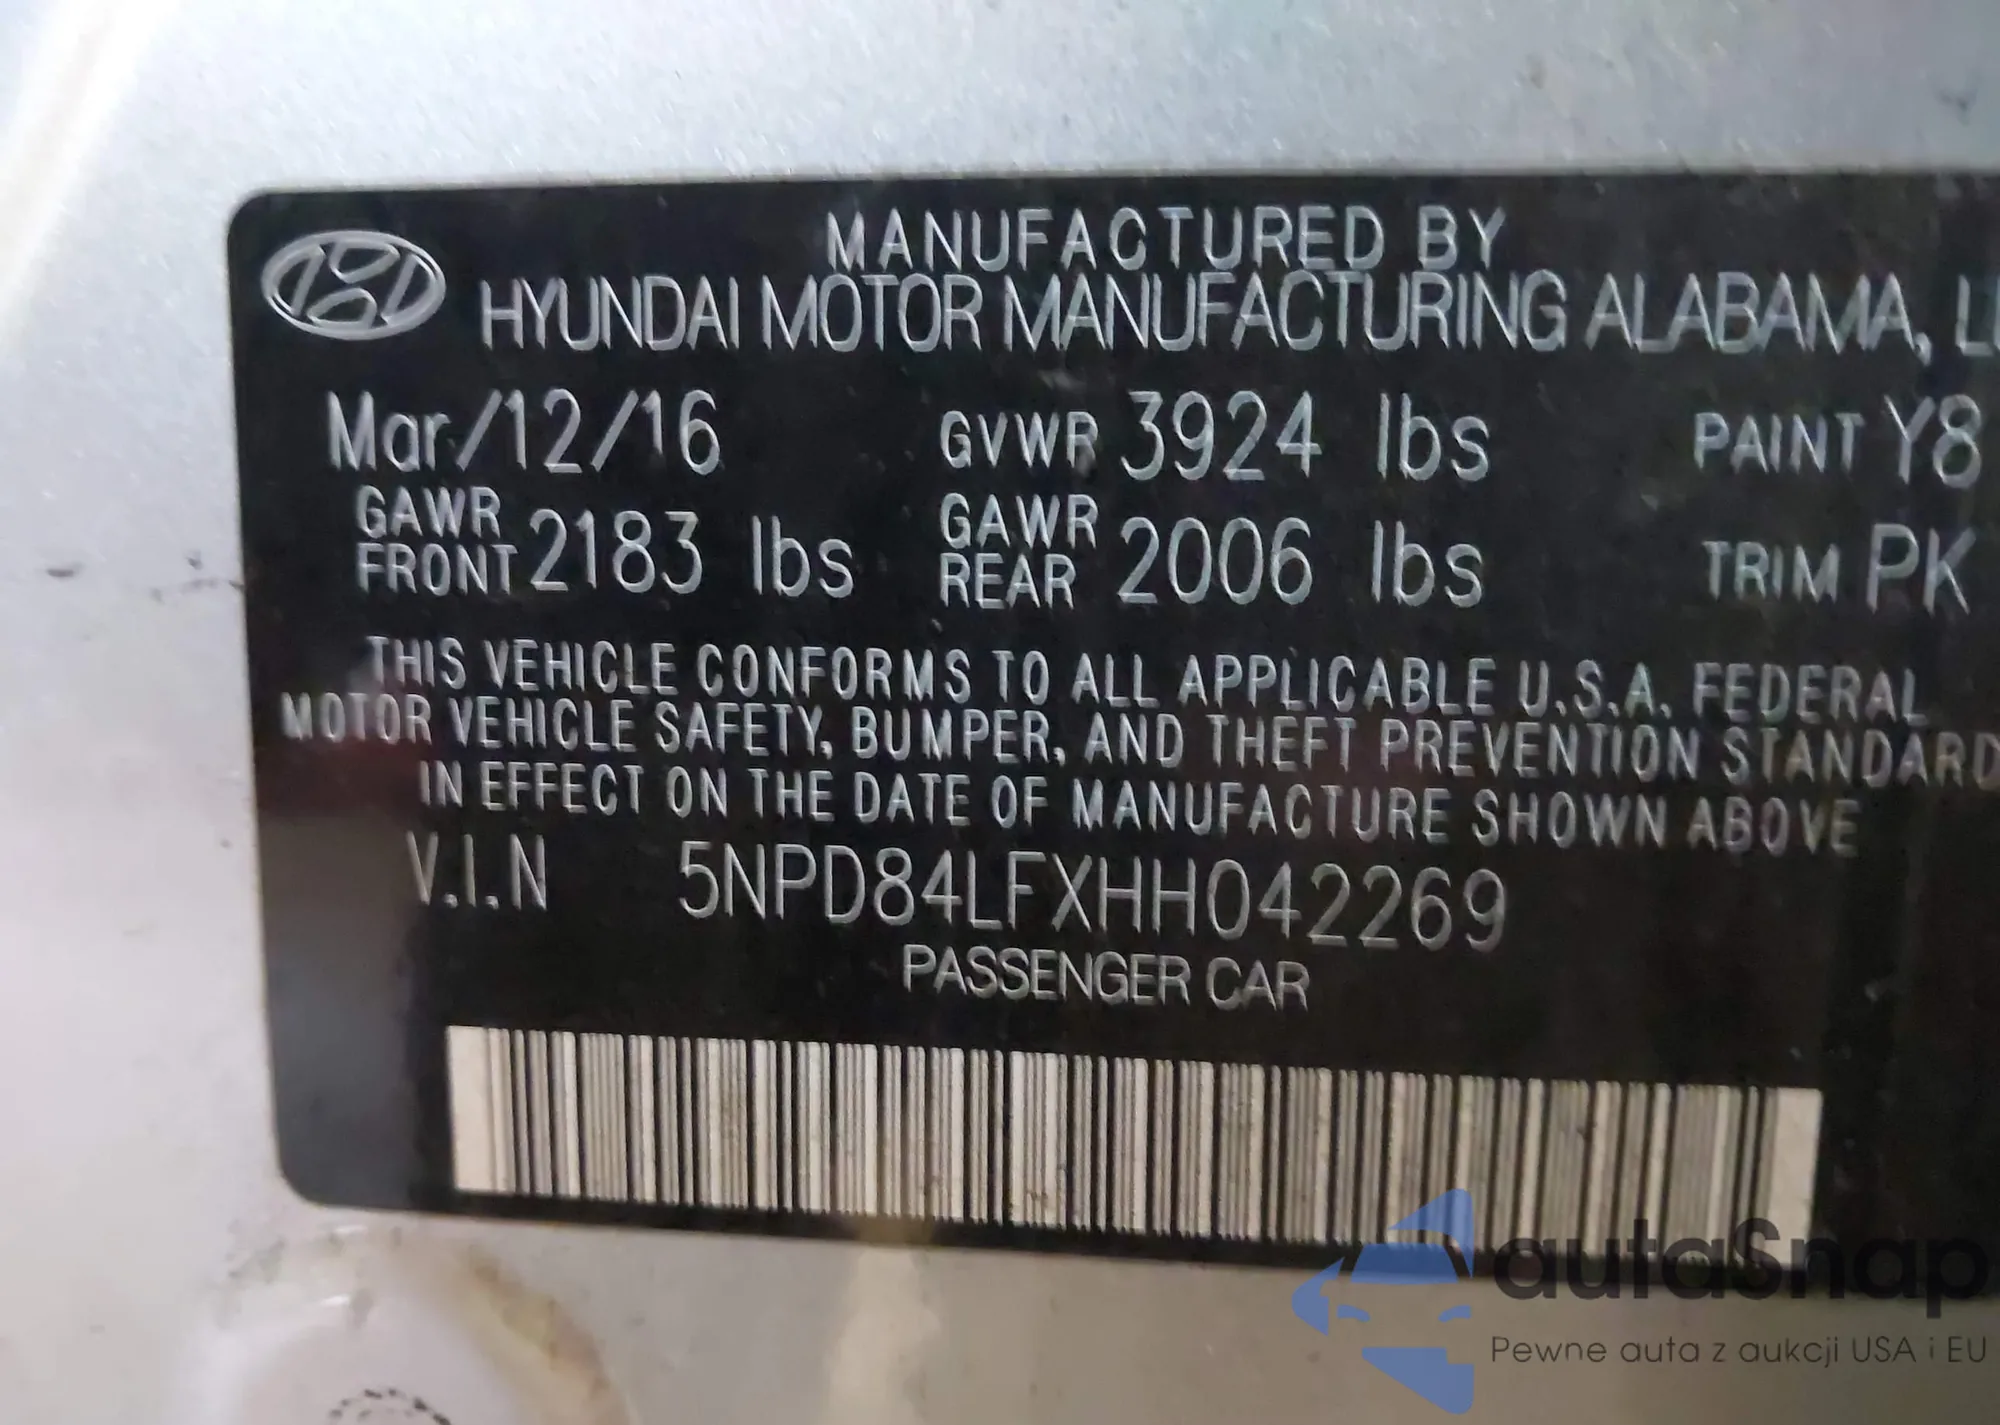 MANUFACTURED BY
HYUNDAI MOTOR MANUFACTURING ALABAMA,
Mar/12/16 GVWR 3924 lbs PAINT Y8
GAWR FRONT 2183 lbs GAWR REAR 2006 lbs TRIM PK
THIS VEHICLE CONFORMS TO ALL APPLICABLE U.S.A. FEDERAL
MOTOR VEHICLE SAFETY, BUMPER, AND THEFT PREVENTION STANDARD
IN EFFECT ON THE DATE OF MANUFACTURE SHOWN ABOVE
V.I.N 5NPD84LFXHH042269
PASSENGER CAR
autaSnap
Pewne auta z aukcji USA i EU